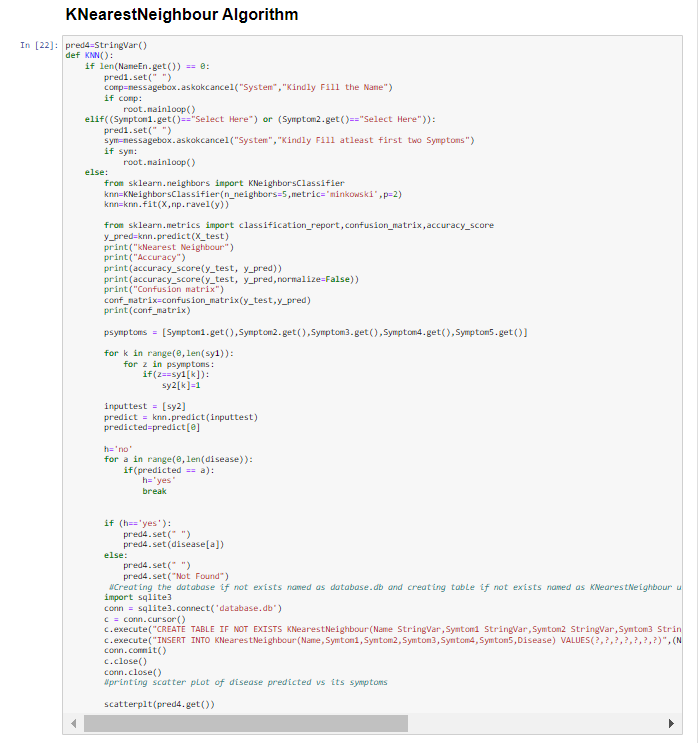 KNearestNeighbour Algorithm
In [22]: pred4=StringVar()
def KNN():
    if len(NameEn.get()) == 0:
        pred1.set(" ")
        comp=messagebox.askokcancel("System","Kindly Fill the Name")
        if comp:
            root.mainloop()
    elif((Symptom1.get()=="Select Here") or (Symptom2.get()=="Select Here")):
        pred1.set(" ")
        sym=messagebox.askokcancel("System","Kindly Fill atleast first two Symptoms")
        if sym:
            root.mainloop()
    else:
        from sklearn.neighbors import KNeighborsClassifier
        knn=KNeighborsClassifier(n_neighbors=5,metric='minkowski',p=2)
        knn=knn.fit(X,np.ravel(y))

        from sklearn.metrics import classification_report,confusion_matrix,accuracy_score
        y_pred=knn.predict(X_test)
        print("kNearest Neighbour")
        print("Accuracy")
        print(accuracy_score(y_test, y_pred))
        print(accuracy_score(y_test, y_pred,normalize=False))
        print("Confusion matrix")
        conf_matrix=confusion_matrix(y_test,y_pred)
        print(conf_matrix)

        psymptoms = [Symptom1.get(),Symptom2.get(),Symptom3.get(),Symptom4.get(),Symptom5.get()]

        for k in range(0,len(sy1)):
            for z in psymptoms:
                if(z==sy1[k]):
                    sy2[k]=1

        inputtest = [sy2]
        predict = knn.predict(inputtest)
        predicted=predict[0]

        h='no'
        for a in range(0,len(disease)):
            if(predicted == a):
                h='yes'
                break

        if (h=='yes'):
            pred4.set(" ")
            pred4.set(disease[a])
        else:
            pred4.set(" ")
            pred4.set("Not Found")
         #Creating the database if not exists named as database.db and creating table if not exists named as KNearestNeighbour u
        import sqlite3
        conn = sqlite3.connect('database.db')
        c = conn.cursor()
        c.execute("CREATE TABLE IF NOT EXISTS KNearestNeighbour(Name StringVar,Symtom1 StringVar,Symtom2 StringVar,Symtom3 Strin
        c.execute("INSERT INTO KNearestNeighbour(Name,Symtom1,Symtom2,Symtom3,Symtom4,Symtom5,Disease) VALUES(?,?,?,?,?,?,?)",(N
        conn.commit()
        c.close()
        conn.close()
        #printing scatter plot of disease predicted vs its symptoms

        scatterplt(pred4.get())